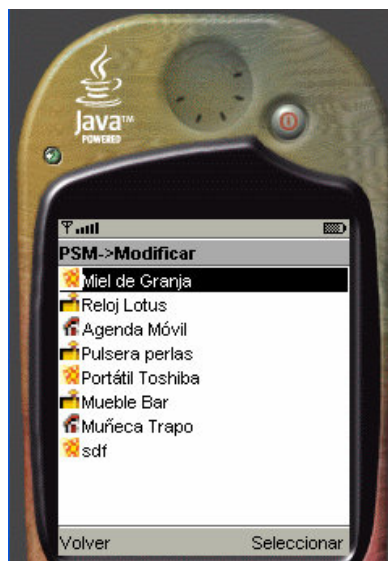 Java™
POWERED
PSM->Modificar
Miel de Granja
Reloj Lotus
Agenda Móvil
Pulsera perlas
Portátil Toshiba
Mueble Bar
Muñeca Trapo
sdf
Volver Seleccionar